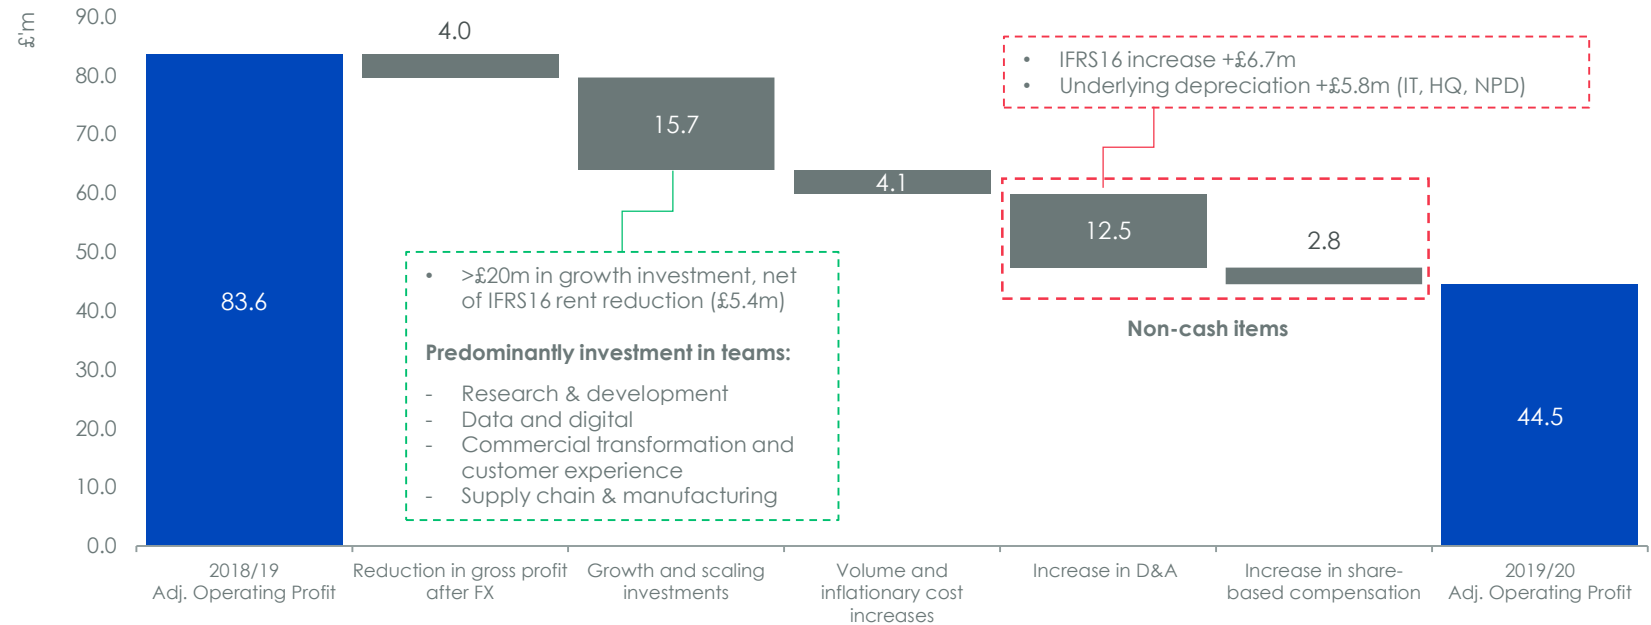 £'m
90.0
80.0
70.0
60.0
50.0
40.0
30.0
20.0
10.0
0.0
83.6
4.0
15.7
4.1
12.5
2.8
44.5
• IFRS16 increase +£6.7m
• Underlying depreciation +£5.8m (IT, HQ, NPD)
• >£20m in growth investment, net
of IFRS16 rent reduction (£5.4m)
Predominantly investment in teams:
- Research & development
- Data and digital
- Commercial transformation and
customer experience
- Supply chain & manufacturing
Non-cash items
2018/19
Adj. Operating Profit
Reduction in gross profit
after FX
Growth and scaling
investments
Volume and
inflationary cost
increases
Increase in D&A
Increase in share-
based compensation
2019/20
Adj. Operating Profit